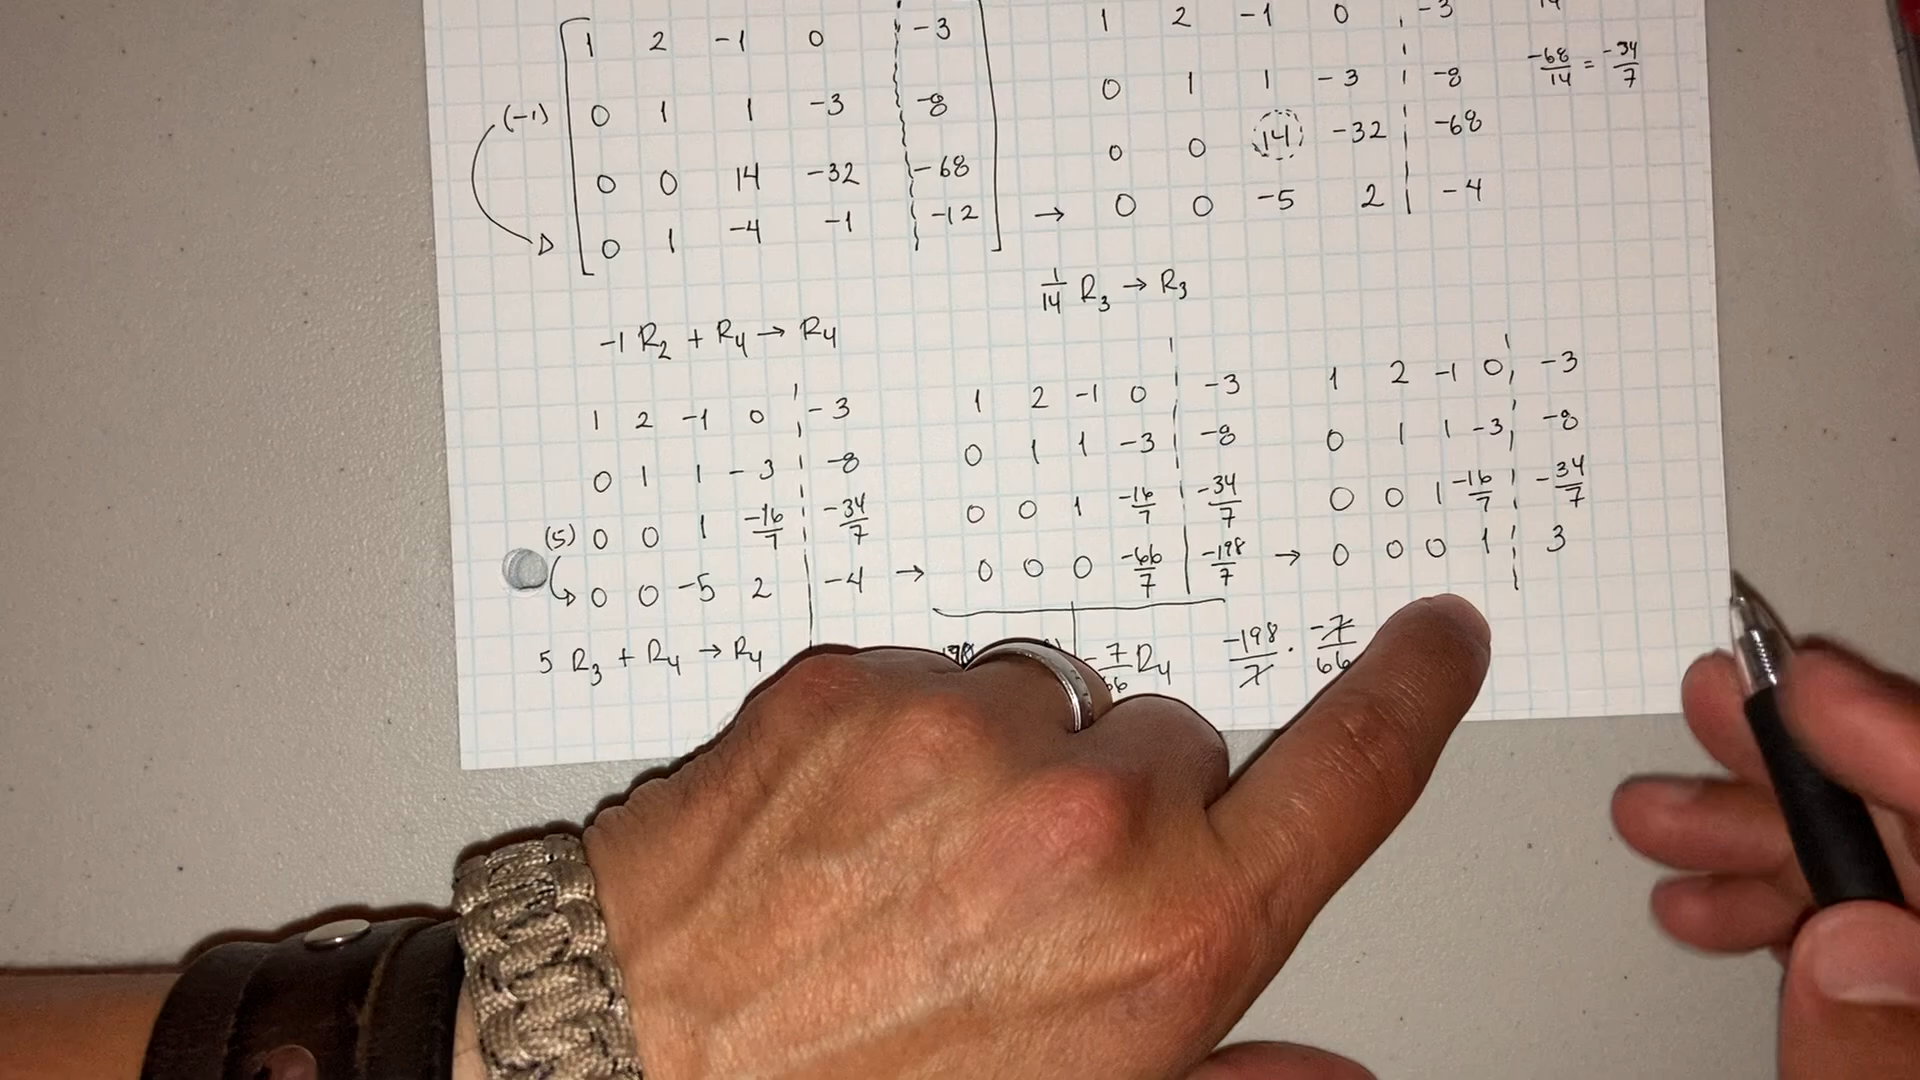 1 2 -1 0 -3
(-1) 0 1 1 -3 -8
0 0 14 -32 -68
0 1 -4 -1 -12
-1 R2 + R4 → R4
1 2 -1 0 -3
0 1 1 -3 -8
0 0 14 -32 -68
→ 0 0 -5 2 -4
1/14 R3 → R3
14
-68/14 = -34/7
1 2 -1 0 -3
0 1 1 -3 -8
(5) 0 0 1 -16/7 -34/7
0 0 -5 2 -4
5 R3 + R4 → R4
→
1 2 -1 0 -3
0 1 1 -3 -8
0 0 1 -16/7 -34/7
0 0 0 -66/7 -198/7
-7/66 R4
-198/7 · -7/66
→
1 2 -1 0 -3
0 1 1 -3 -8
0 0 1 -16/7 -34/7
0 0 0 1 3